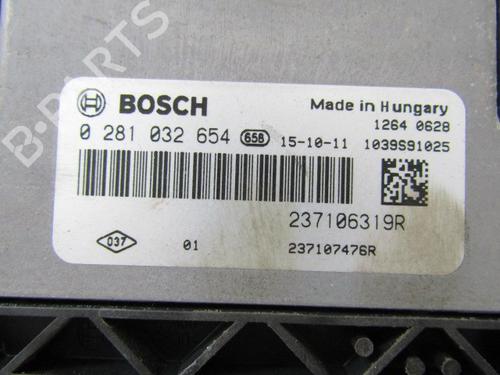 B-PARTS
BOSCH
Made in Hungary
0 281 032 654 658 15-10-11
1264 0628
1039S91025
237106319R
037 01 237107476R